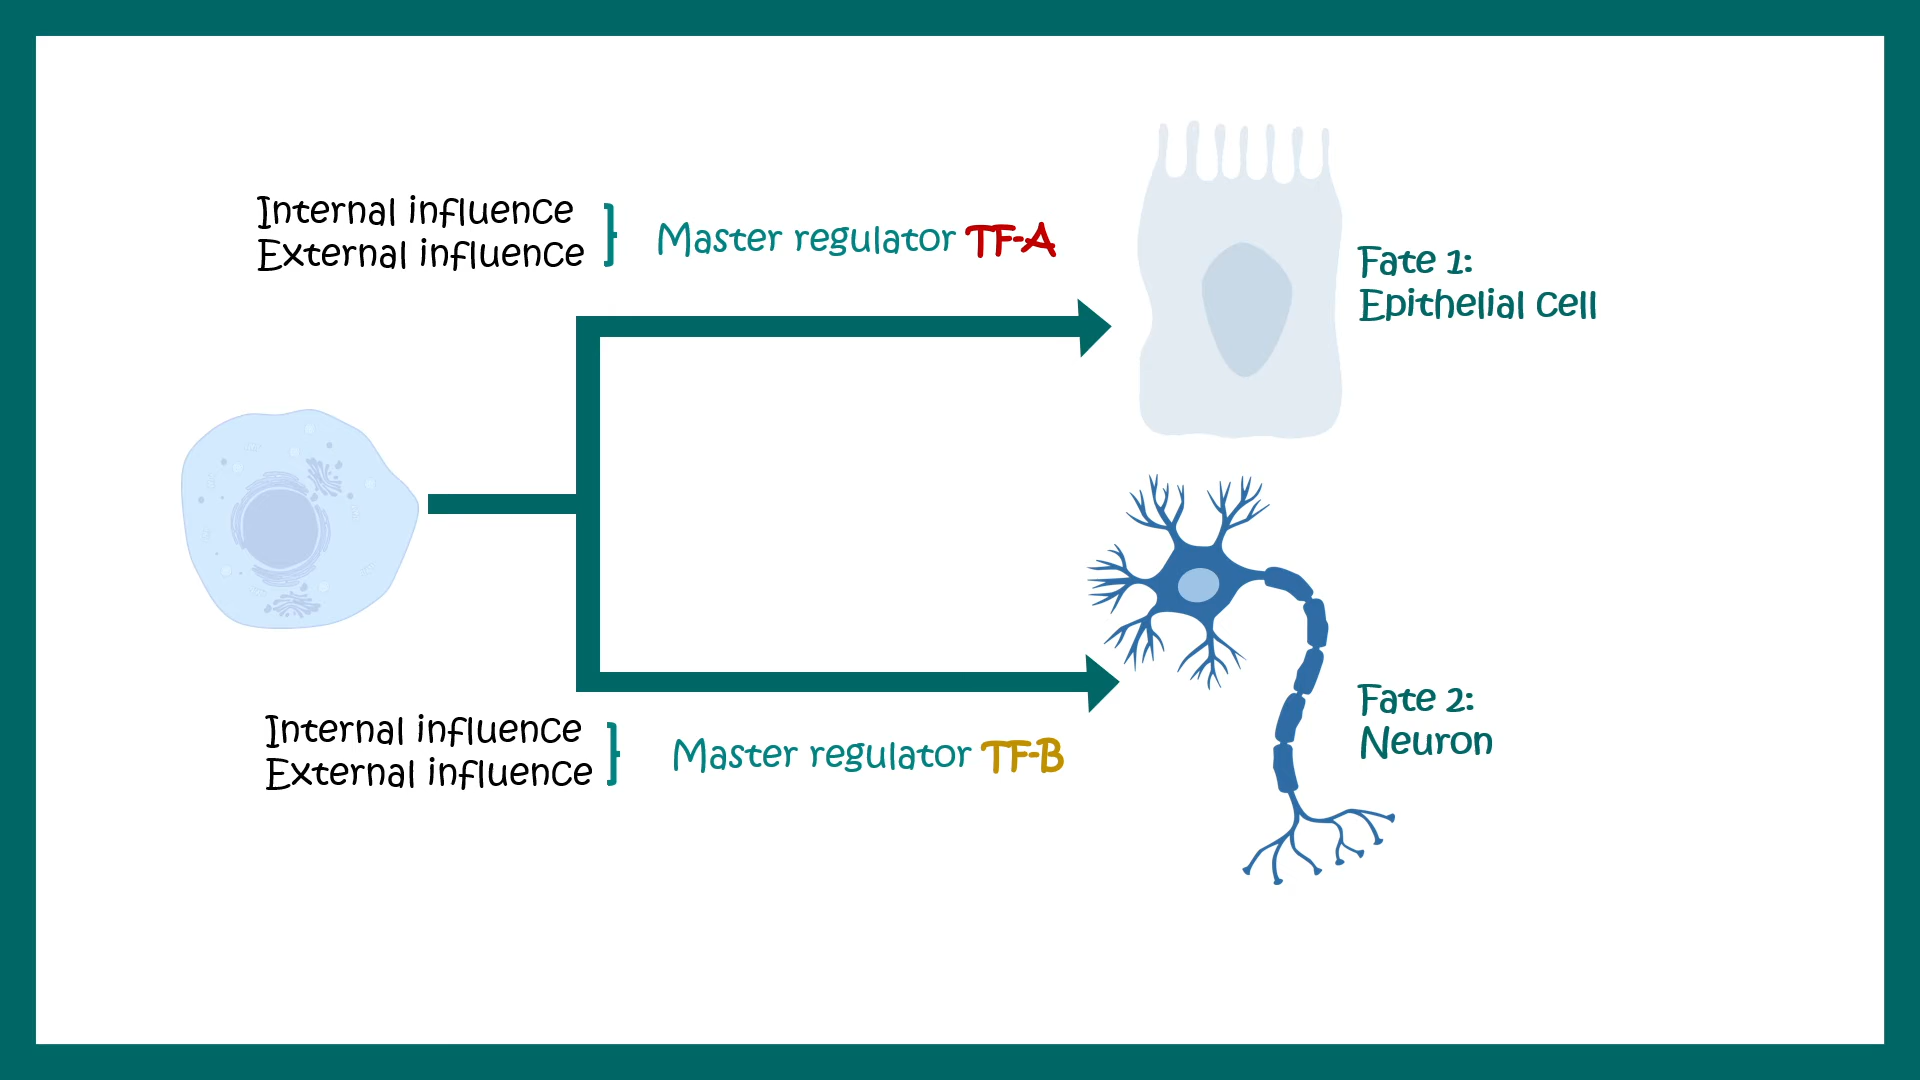 Internal influence
External influence
Master regulator TF-A
Fate 1:
Epithelial cell
Internal influence
External influence
Master regulator TF-B
Fate 2:
Neuron